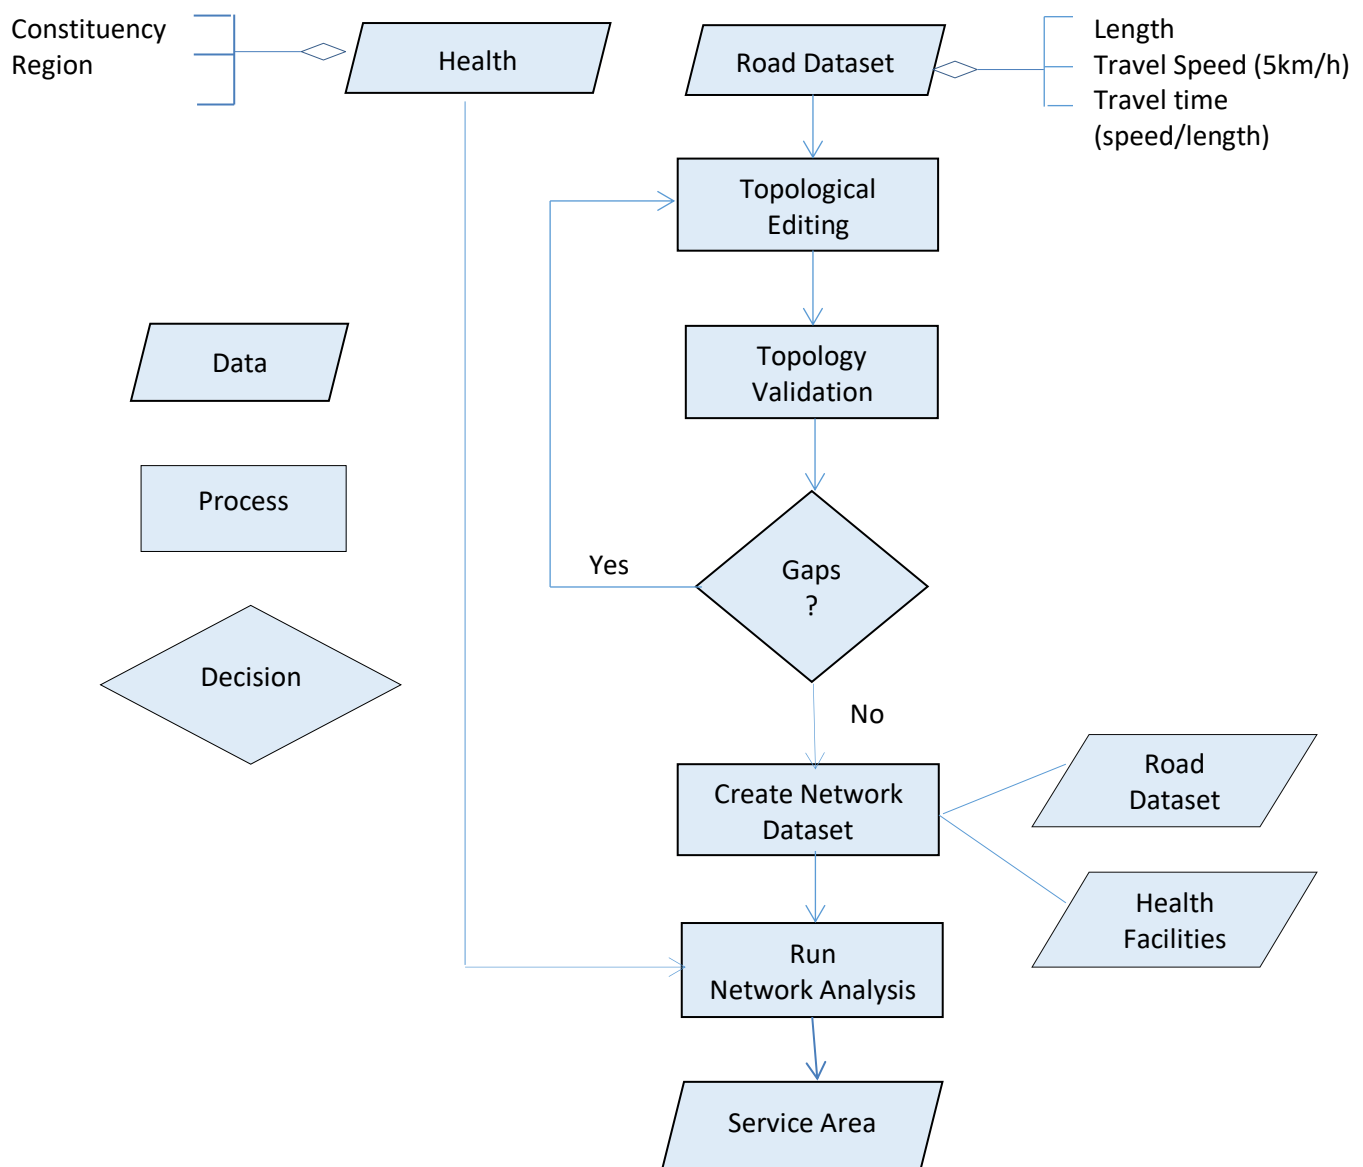 Constituency
Region
Health
Road Dataset
Length
Travel Speed (5km/h)
Travel time
(speed/length)
Topological
Editing
Data
Topology
Validation
Process
Yes
Gaps
?
Decision
No
Create Network
Dataset
Road
Dataset
Health
Facilities
Run
Network Analysis
Service Area